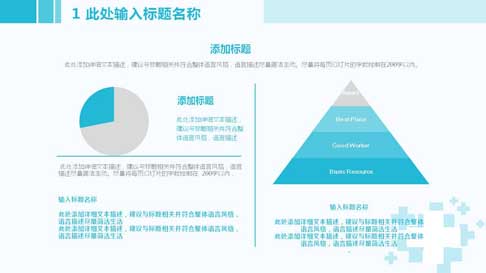 1 此处输入标题名称
添加标题
此处添加详细文本描述，建议与标题相关并符合整体语言风格，语言描述尽量简洁生动。尽量将每页幻灯片的字数控制在200字以内。
添加标题
此处添加详细文本描述，
建议与标题相关并符合整
体语言风格，语言描述
Best Place
Good Worker
Basic Resource
此处添加详细文本描述，建议与标题相关并符合整体语言风格，语言
描述尽量简洁生动。尽量将每页幻灯片的字数控制在 200字以内．
输入标题名称
此处添加详细文本描述，建议与标题相关并符合整体语言风格，
语言描述尽量简洁生活
此处添加详细文本描述，建议与标题相关并符合整体语言风格，
语言描述尽量简洁生活
输入标题名称
此处添加详细文本描述，建议与标题相关并符合整体
语言风格，语言描述尽量简洁生活
此处添加详细文本描述，建议与标题相关并符合整体
语言风格，语言描述尽量简洁生活